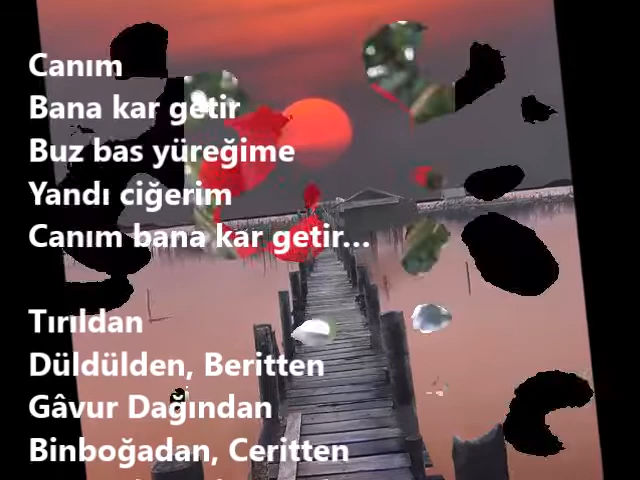 Canım
Bana kar getir
Buz bas yüreğime
Yandı ciğerim
Canım bana kar getir...
Tırıldan
Düldülden, Beritten
Gâvur Dağından
Binboğadan, Ceritten